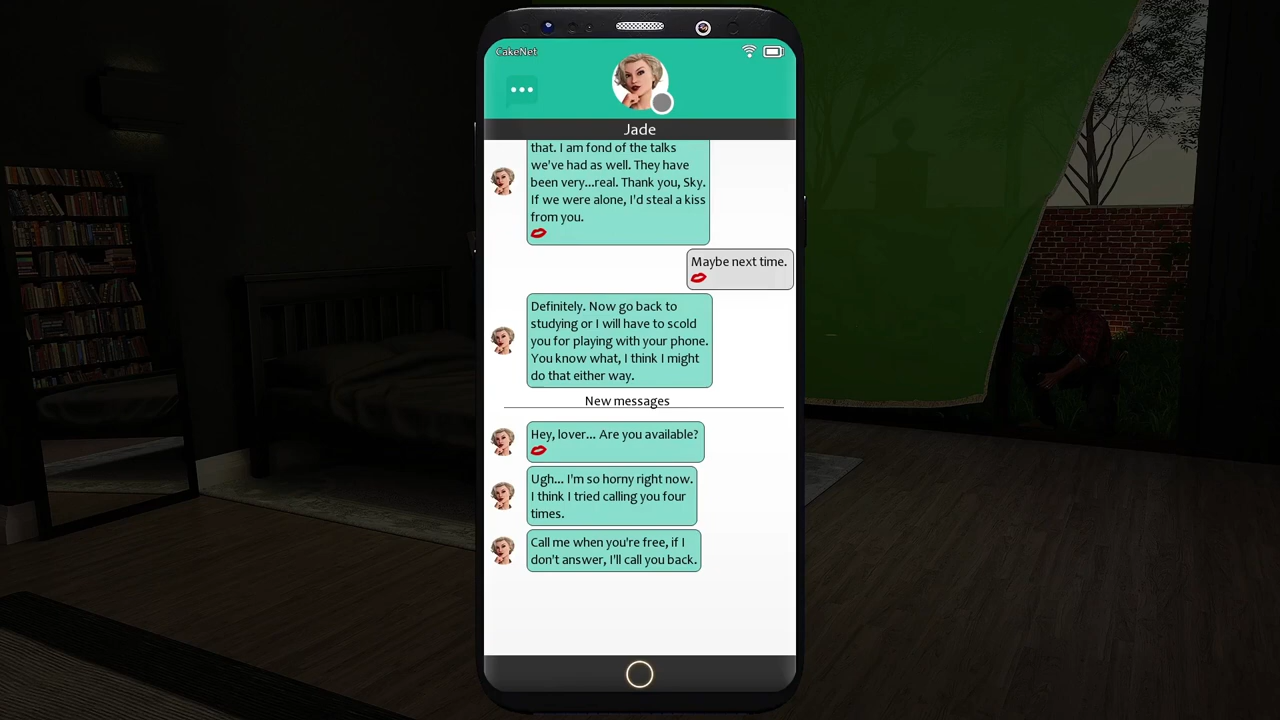 CakeNet
Jade
that. I am fond of the talks
we've had as well. They have
been very...real. Thank you, Sky.
If we were alone, I'd steal a kiss
from you.
Maybe next time.
Definitely. Now go back to
studying or I will have to scold
you for playing with your phone.
You know what, I think I might
do that either way.
New messages
Hey, lover... Are you available?
Ugh... I'm so horny right now.
I think I tried calling you four
times.
Call me when you're free, if I
don't answer, I'll call you back.